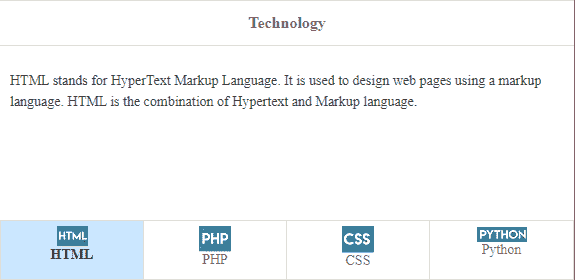 Technology
HTML stands for HyperText Markup Language. It is used to design web pages using a markup
language. HTML is the combination of Hypertext and Markup language.
HTML PHP CSS PYTHON
HTML PHP CSS Python